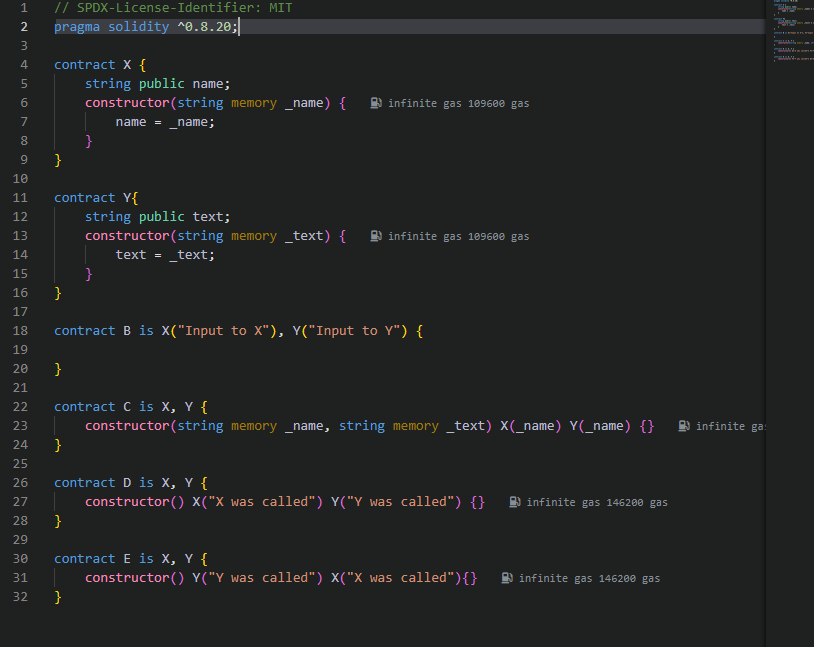 1 // SPDX-License-Identifier: MIT
2 pragma solidity ^0.8.20;
3
4 contract X {
5 string public name;
6 constructor(string memory _name) { infinite gas 109600 gas
7 name = _name;
8 }
9 }
10
11 contract Y{
12 string public text;
13 constructor(string memory _text) { infinite gas 109600 gas
14 text = _text;
15 }
16 }
17
18 contract B is X("Input to X"), Y("Input to Y") {
19
20 }
21
22 contract C is X, Y {
23 constructor(string memory _name, string memory _text) X(_name) Y(_name) {} infinite ga
24 }
25
26 contract D is X, Y {
27 constructor() X("X was called") Y("Y was called") {} infinite gas 146200 gas
28 }
29
30 contract E is X, Y {
31 constructor() Y("Y was called") X("X was called"){} infinite gas 146200 gas
32 }